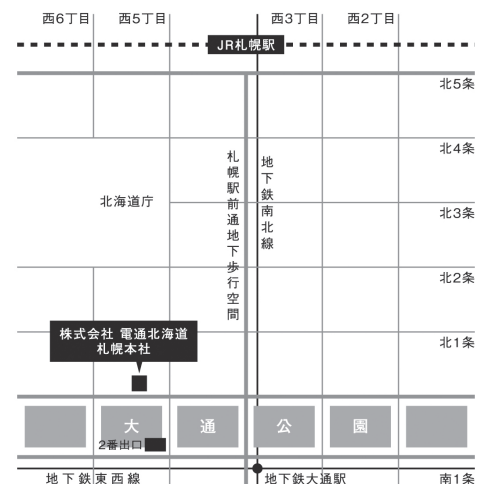 西6丁目
西5丁目
西3丁目
西2丁目
JR札幌駅
北5条
北4条
札幌駅前通地下歩行空間
地下鉄南北線
北海道庁
北3条
北2条
株式会社 電通北海道
札幌本社
北1条
大通公園
2番出口
地下鉄東西線
地下鉄大通駅
南1条